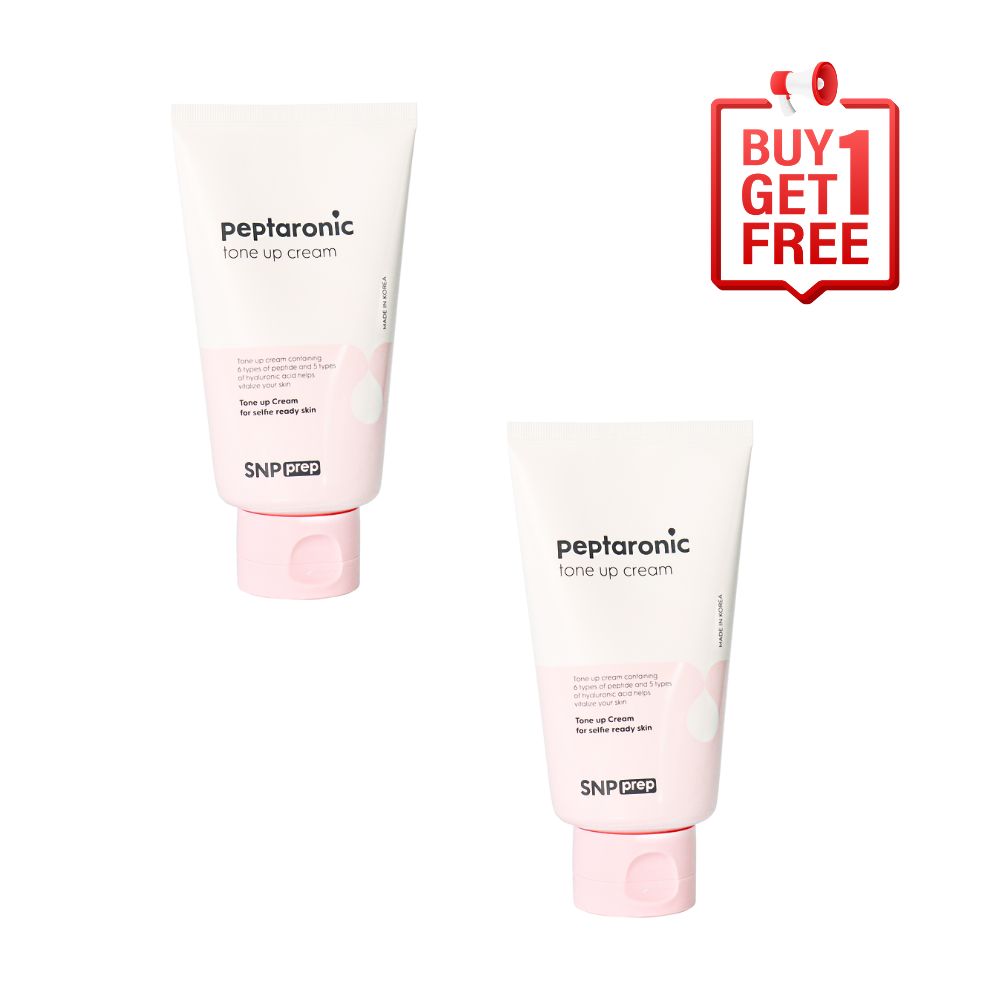 peptaronic
tone up cream
MADE IN KOREA
Tone up cream containing
6 types of peptide and 5 types
of hyaluronic acid helps
vitalize your skin
Tone up Cream
for selfie ready skin
SNP prep
BUY 1
GET
FREE
peptaronic
tone up cream
MADE IN KOREA
Tone up cream containing
6 types of peptide and 5 types
of hyaluronic acid helps
vitalize your skin
Tone up Cream
for selfie ready skin
SNP prep